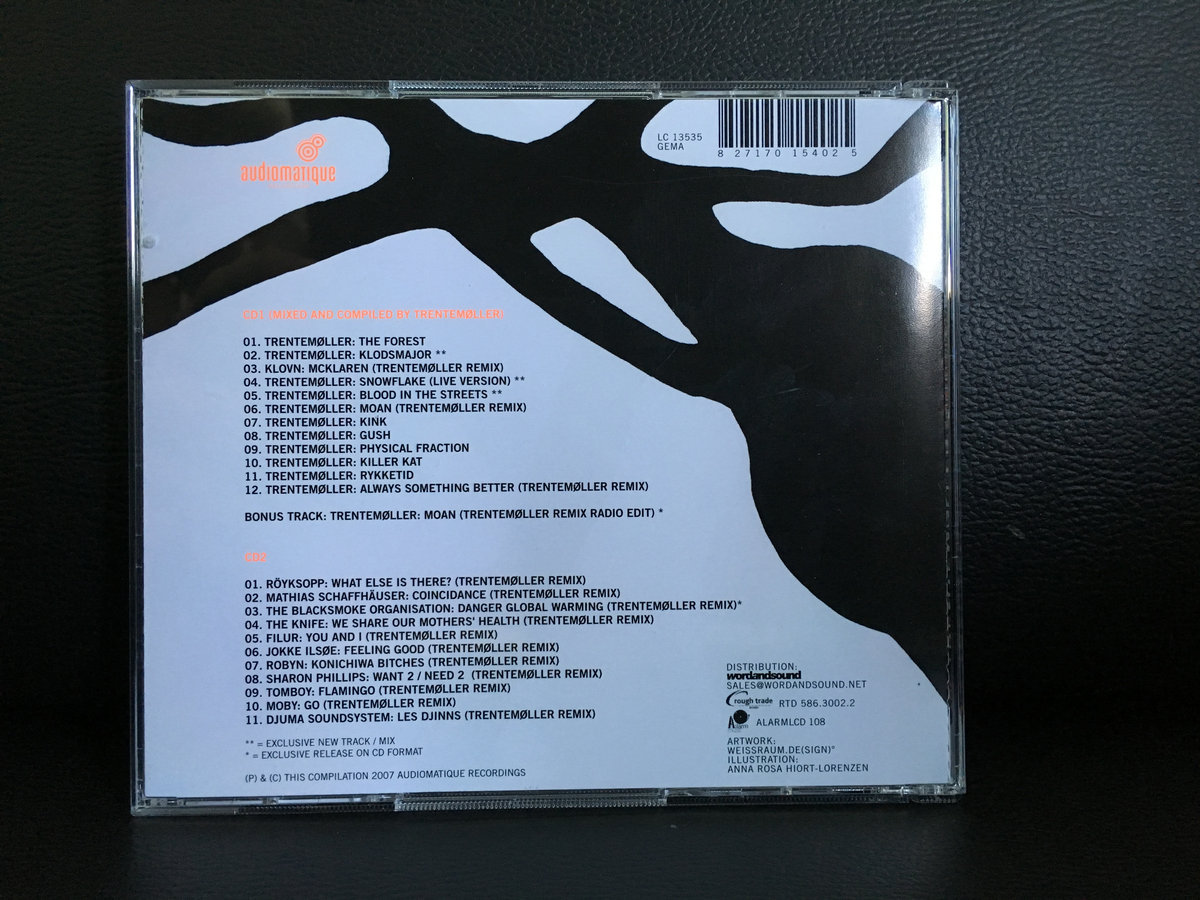 audiomatique
LC 13535
GEMA
8 27170 15402 5
CD1 (MIXED AND COMPILED BY TRENTEMØLLER)
01. TRENTEMØLLER: THE FOREST
02. TRENTEMØLLER: KLODSMAJOR **
03. KLOVN: MCKLAREN (TRENTEMØLLER REMIX)
04. TRENTEMØLLER: SNOWFLAKE (LIVE VERSION) **
05. TRENTEMØLLER: BLOOD IN THE STREETS **
06. TRENTEMØLLER: MOAN (TRENTEMØLLER REMIX)
07. TRENTEMØLLER: KINK
08. TRENTEMØLLER: GUSH
09. TRENTEMØLLER: PHYSICAL FRACTION
10. TRENTEMØLLER: KILLER KAT
11. TRENTEMØLLER: RYKKETID
12. TRENTEMØLLER: ALWAYS SOMETHING BETTER (TRENTEMØLLER REMIX)
BONUS TRACK: TRENTEMØLLER: MOAN (TRENTEMØLLER REMIX RADIO EDIT) *
CD2
01. RÖYKSOPP: WHAT ELSE IS THERE? (TRENTEMØLLER REMIX)
02. MATHIAS SCHAFFHÄUSER: COINCIDANCE (TRENTEMØLLER REMIX)
03. THE BLACKSMOKE ORGANISATION: DANGER GLOBAL WARMING (TRENTEMØLLER REMIX)*
04. THE KNIFE: WE SHARE OUR MOTHERS' HEALTH (TRENTEMØLLER REMIX)
05. FILUR: YOU AND I (TRENTEMØLLER REMIX)
06. JOKKE ILSØE: FEELING GOOD (TRENTEMØLLER REMIX)
07. ROBYN: KONICHIWA BITCHES (TRENTEMØLLER REMIX)
08. SHARON PHILLIPS: WANT 2 / NEED 2 (TRENTEMØLLER REMIX)
09. TOMBOY: FLAMINGO (TRENTEMØLLER REMIX)
10. MOBY: GO (TRENTEMØLLER REMIX)
11. DJUMA SOUNDSYSTEM: LES DJINNS (TRENTEMØLLER REMIX)
** = EXCLUSIVE NEW TRACK / MIX
* = EXCLUSIVE RELEASE ON CD FORMAT
(P) & (C) THIS COMPILATION 2007 AUDIOMATIQUE RECORDINGS
DISTRIBUTION:
wordandsound
SALES@WORDANDSOUND.NET
rough trade RTD 586.3002.2
Alarm ALARMLCD 108
ARTWORK:
WEISSRAUM.DE(SIGN)°
ILLUSTRATION:
ANNA ROSA HIORT-LORENZEN